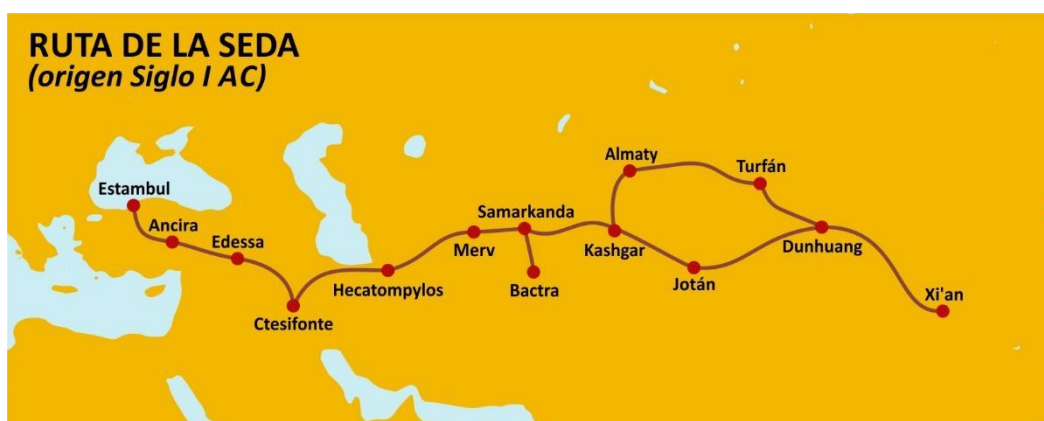 RUTA DE LA SEDA
(origen Siglo I AC)
Estambul
Ancira
Edessa
Ctesifonte
Hecatompylos
Merv
Samarkanda
Bactra
Kashgar
Almaty
Turfán
Jotán
Dunhuang
Xi'an